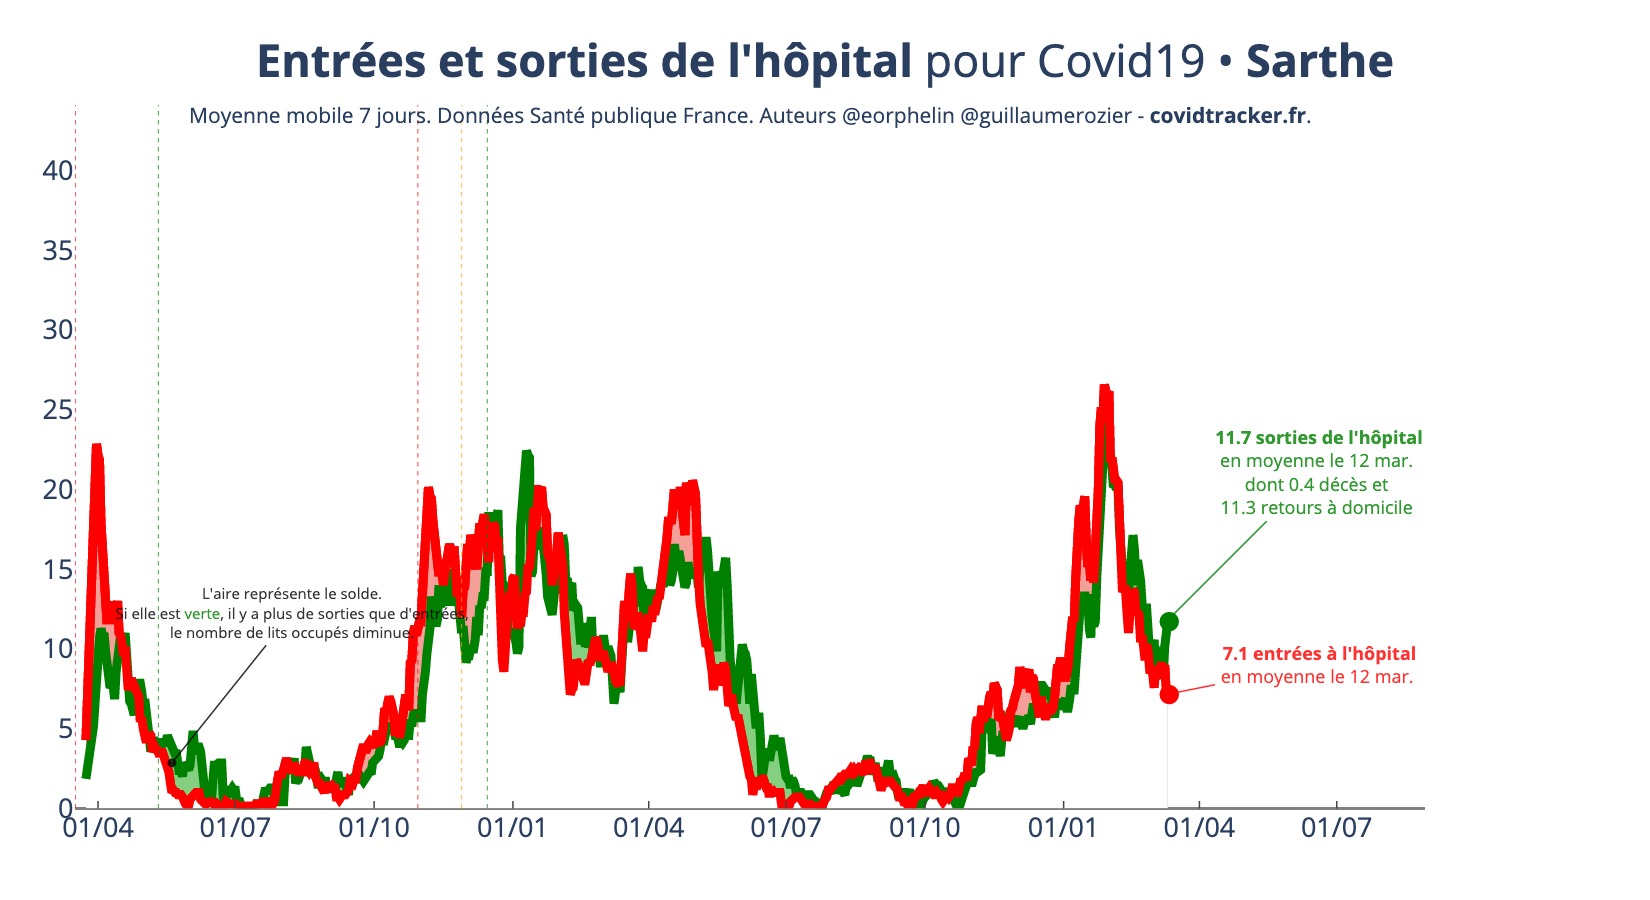 Entrées et sorties de l'hôpital pour Covid19 • Sarthe
Moyenne mobile 7 jours. Données Santé publique France. Auteurs @eorphelin @guillaumerozier - covidtracker.fr.
40
35
30
25
20
15
10
5
0
L'aire représente le solde.
Si elle est verte, il y a plus de sorties que d'entrées,
le nombre de lits occupés diminue.
11.7 sorties de l'hôpital
en moyenne le 12 mar.
dont 0.4 décès et
11.3 retours à domicile
7.1 entrées à l'hôpital
en moyenne le 12 mar.
01/04 01/07 01/10 01/01 01/04 01/07 01/10 01/01 01/04 01/07